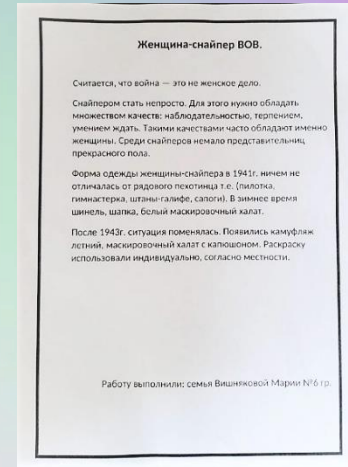 Женщина-снайпер ВОВ.
Считается, что война — это не женское дело.
Снайпером стать непросто. Для этого нужно обладать
множеством качеств: наблюдательностью, терпением,
умением ждать. Такими качествами часто обладают именно
женщины. Среди снайперов немало представительниц
прекрасного пола.
Форма одежды женщины-снайпера в 1941г. ничем не
отличалась от рядового пехотинца т.е. (пилотка,
гимнастерка, штаны-галифе, сапоги). В зимнее время
шинель, шапка, белый маскировочный халат.
После 1943г. ситуация поменялась. Появились камуфляж
летний, маскировочный халат с капюшоном. Раскраску
использовали индивидуально, согласно местности.
Работу выполнили: семья Вишняковой Марии №6 гр.